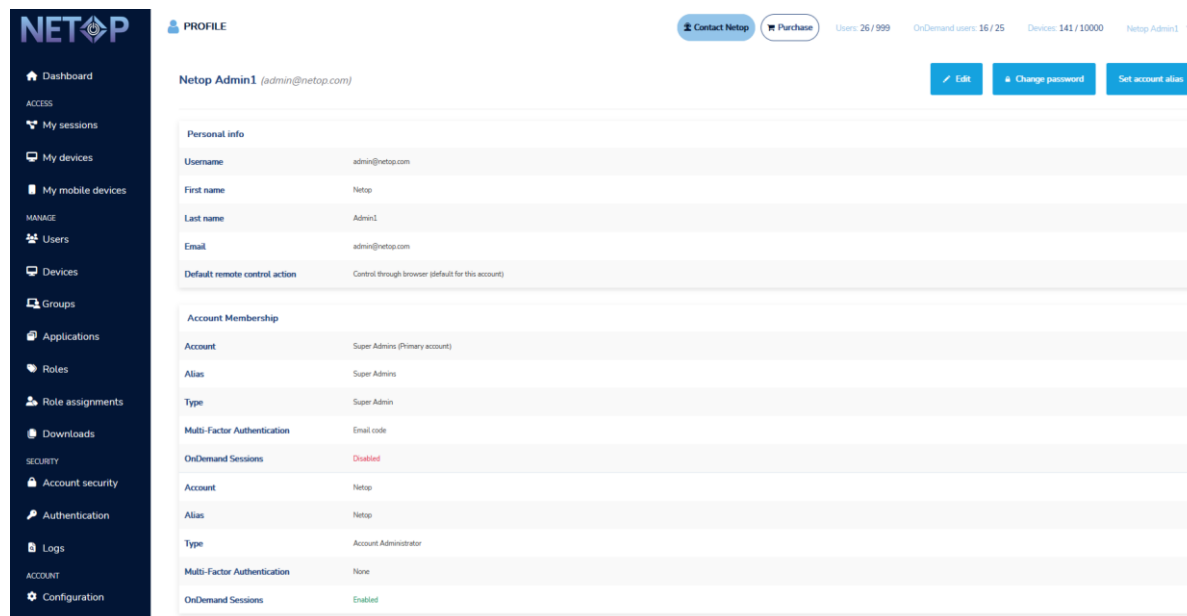 NETOP
PROFILE
Contact Netop
Purchase
Users: 26 / 999
OnDemand users: 16 / 25
Devices: 141 / 10000
Netop Admin1
Dashboard
ACCESS
My sessions
My devices
My mobile devices
MANAGE
Users
Devices
Groups
Applications
Roles
Role assignments
Downloads
SECURITY
Account security
Authentication
Logs
ACCOUNT
Configuration
Netop Admin1 (admin@netop.com)
Edit
Change password
Set account alias
Personal info
Username admin@netop.com
First name Netop
Last name Admin1
Email admin@netop.com
Default remote control action Control through browser (default for this account)
Account Membership
Account Super Admins (Primary account)
Alias Super Admins
Type Super Admin
Multi-Factor Authentication Email code
OnDemand Sessions Disabled
Account Netop
Alias Netop
Type Account Administrator
Multi-Factor Authentication None
OnDemand Sessions Enabled